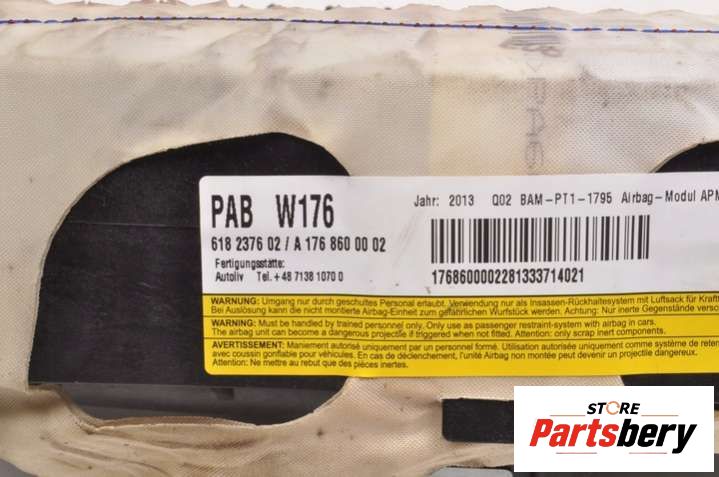 PAB W176
618 2376 02 / A 176 860 00 02
Fertigungsstätte:
Autoliv Tel. +48 7138 1070 0
Jahr: 2013 Q02 BAM-PT1-1795 Airbag-Modul APM
1768600002281333714021
WARNUNG: Umgang nur durch geschultes Personal erlaubt. Verwendung nur als Insassen-Rückhaltesystem mit Luftsack für Kraft
Bei Auslösung kann die nicht montierte Airbag-Einheit zum gefährlichen Wurfstück werden. Achtung: Nur inerte Gegenstände vers
WARNING: Must be handled by trained personnel only. Only use as passenger restraint-system with airbag in cars.
The airbag unit can become a dangerous projectile if triggered when not fitted. Attention: only scrap inert components.
AVERTISSEMENT: Maniement autorisé uniquement par un personnel formé. Utilisation autorisée uniquement comme système de reten
avec coussin gonflable pour véhicules. En cas de déclenchement, l'unité Airbag non montée peut devenir un projectile dangereux.
Attention: Ne mettre au rebut que des pièces inertes.
STORE
Partsbery